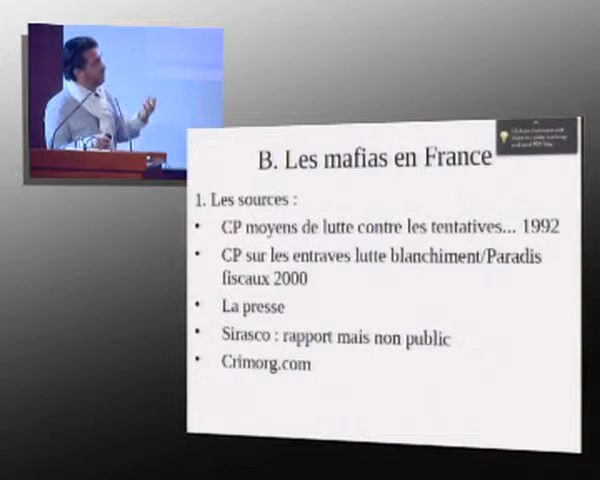 B. Les mafias en France
1. Les sources :
• CP moyens de lutte contre les tentatives... 1992
• CP sur les entraves lutte blanchiment/Paradis
fiscaux 2000
• La presse
• Sirasco : rapport mais non public
• Crimorg.com